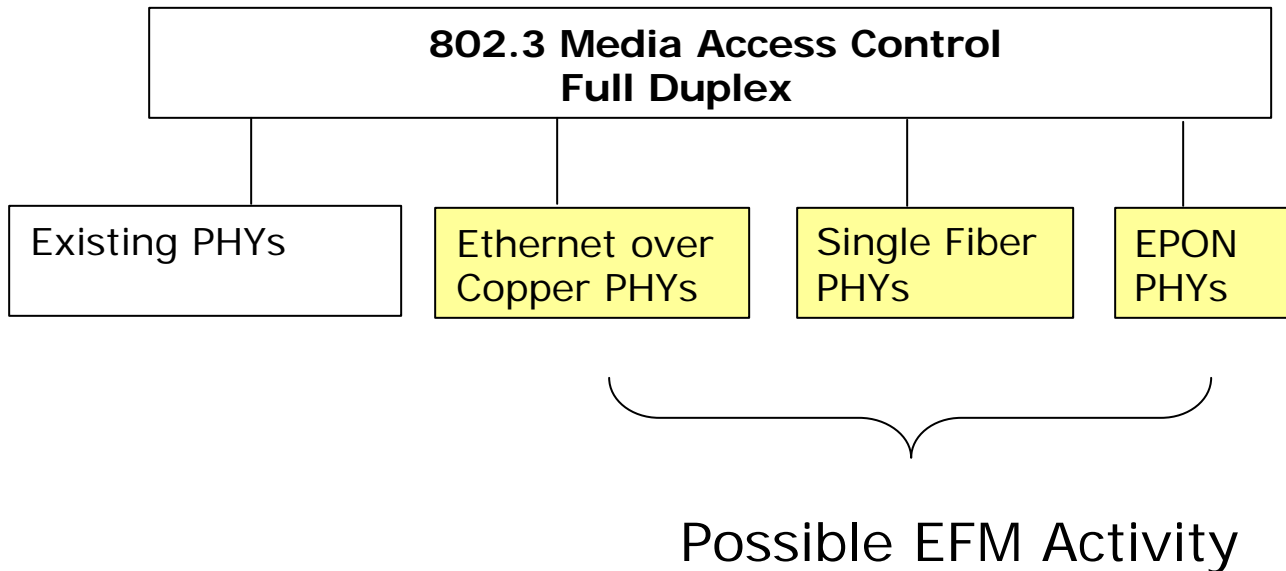 802.3 Media Access Control
Full Duplex
Existing PHYs
Ethernet over
Copper PHYs
Single Fiber
PHYs
EPON
PHYs
Possible EFM Activity